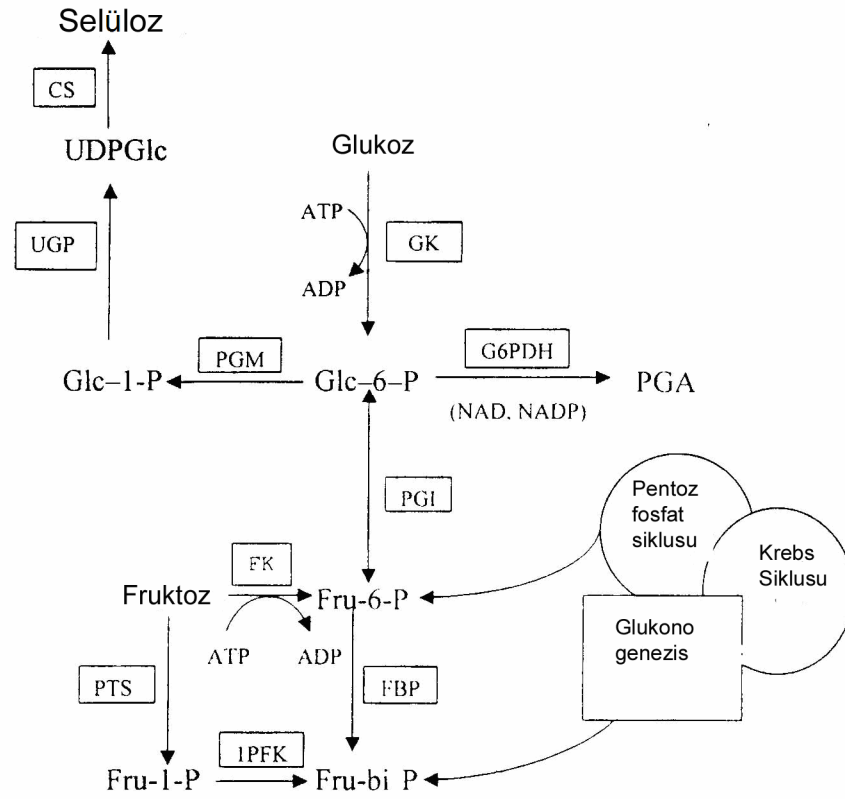 Selüloz
CS
UDPGlc
Glukoz
ATP
UGP
GK
ADP
PGM
G6PDH
Glc–1-P
Glc–6–P
PGA
(NAD, NADP)
Pentoz
fosfat
siklusu
PGI
Krebs
Siklusu
FK
Fruktoz
Fru-6-P
Glukono
genezis
ATP
ADP
PTS
FBP
1PFK
Fru-1-P
Fru-bi P